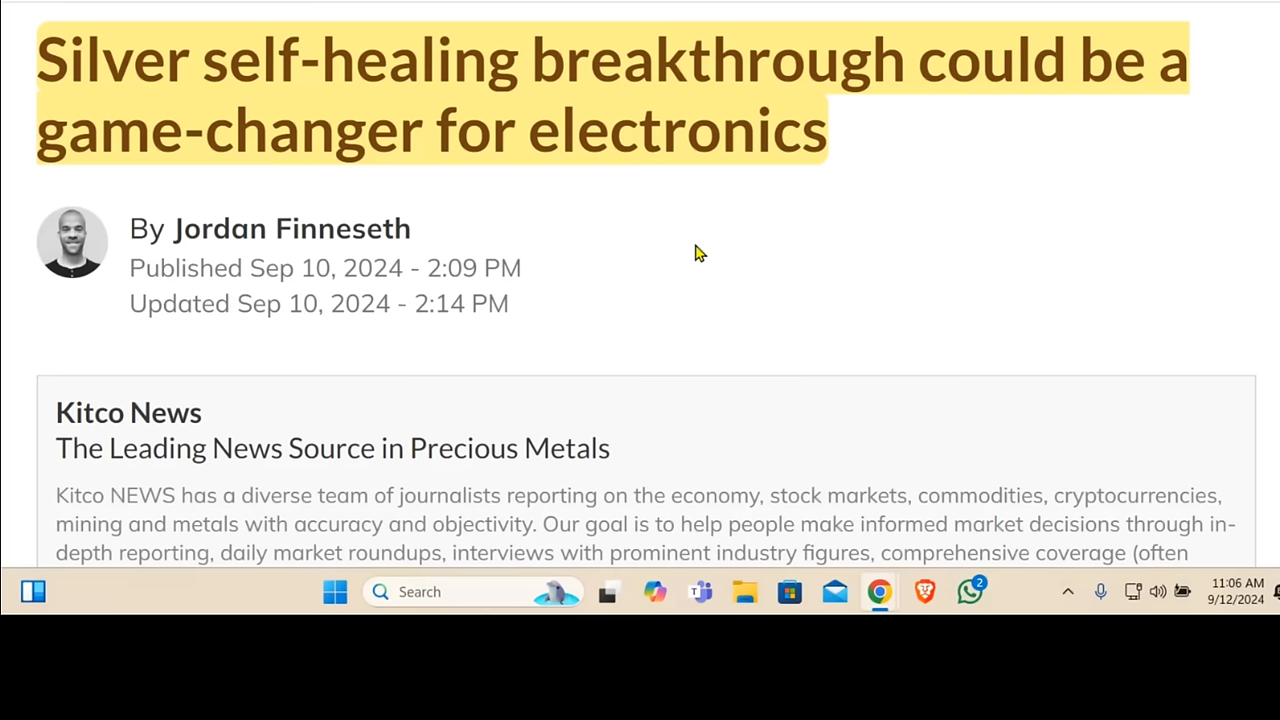 Silver self-healing breakthrough could be a
game-changer for electronics
By Jordan Finneseth
Published Sep 10, 2024 - 2:09 PM
Updated Sep 10, 2024 - 2:14 PM
Kitco News
The Leading News Source in Precious Metals
Kitco NEWS has a diverse team of journalists reporting on the economy, stock markets, commodities, cryptocurrencies,
mining and metals with accuracy and objectivity. Our goal is to help people make informed market decisions through in-
depth reporting, daily market roundups, interviews with prominent industry figures, comprehensive coverage (often
Search
2
11:06 AM
9/12/2024